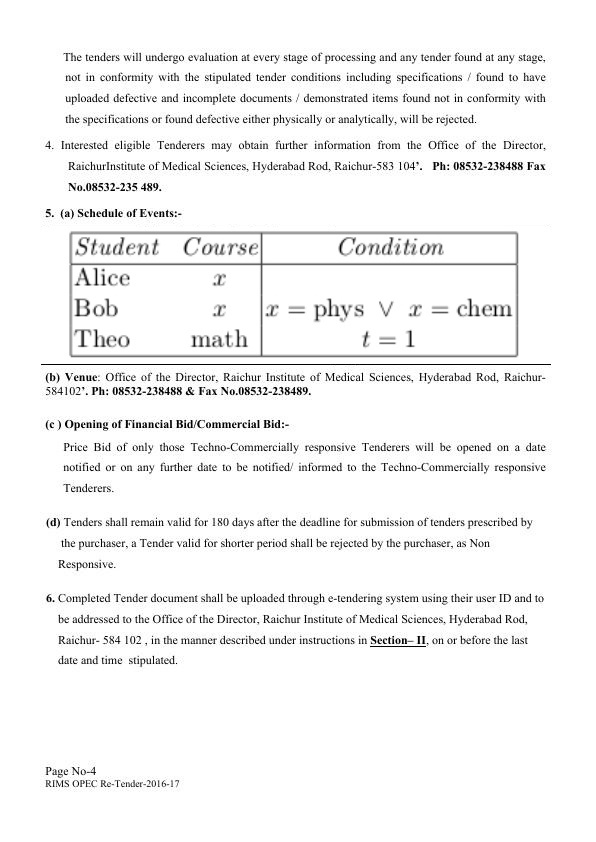 The tenders will undergo evaluation at every stage of processing and any tender found at any stage,
not in conformity with the stipulated tender conditions including specifications / found to have
uploaded defective and incomplete documents / demonstrated items found not in conformity with
the specifications or found defective either physically or analytically, will be rejected.
4. Interested eligible Tenderers may obtain further information from the Office of the Director,
RaichurInstitute of Medical Sciences, Hyderabad Rod, Raichur-583 104’. Ph: 08532-238488 Fax
No.08532-235 489.
5. (a) Schedule of Events:-
Student Course Condition
Alice x
Bob x x = phys ∨ x = chem
Theo math t = 1
(b) Venue: Office of the Director, Raichur Institute of Medical Sciences, Hyderabad Rod, Raichur-
584102’. Ph: 08532-238488 & Fax No.08532-238489.
(c ) Opening of Financial Bid/Commercial Bid:-
Price Bid of only those Techno-Commercially responsive Tenderers will be opened on a date
notified or on any further date to be notified/ informed to the Techno-Commercially responsive
Tenderers.
(d) Tenders shall remain valid for 180 days after the deadline for submission of tenders prescribed by
the purchaser, a Tender valid for shorter period shall be rejected by the purchaser, as Non
Responsive.
6. Completed Tender document shall be uploaded through e-tendering system using their user ID and to
be addressed to the Office of the Director, Raichur Institute of Medical Sciences, Hyderabad Rod,
Raichur- 584 102 , in the manner described under instructions in Section– II, on or before the last
date and time stipulated.
Page No-4
RIMS OPEC Re-Tender-2016-17